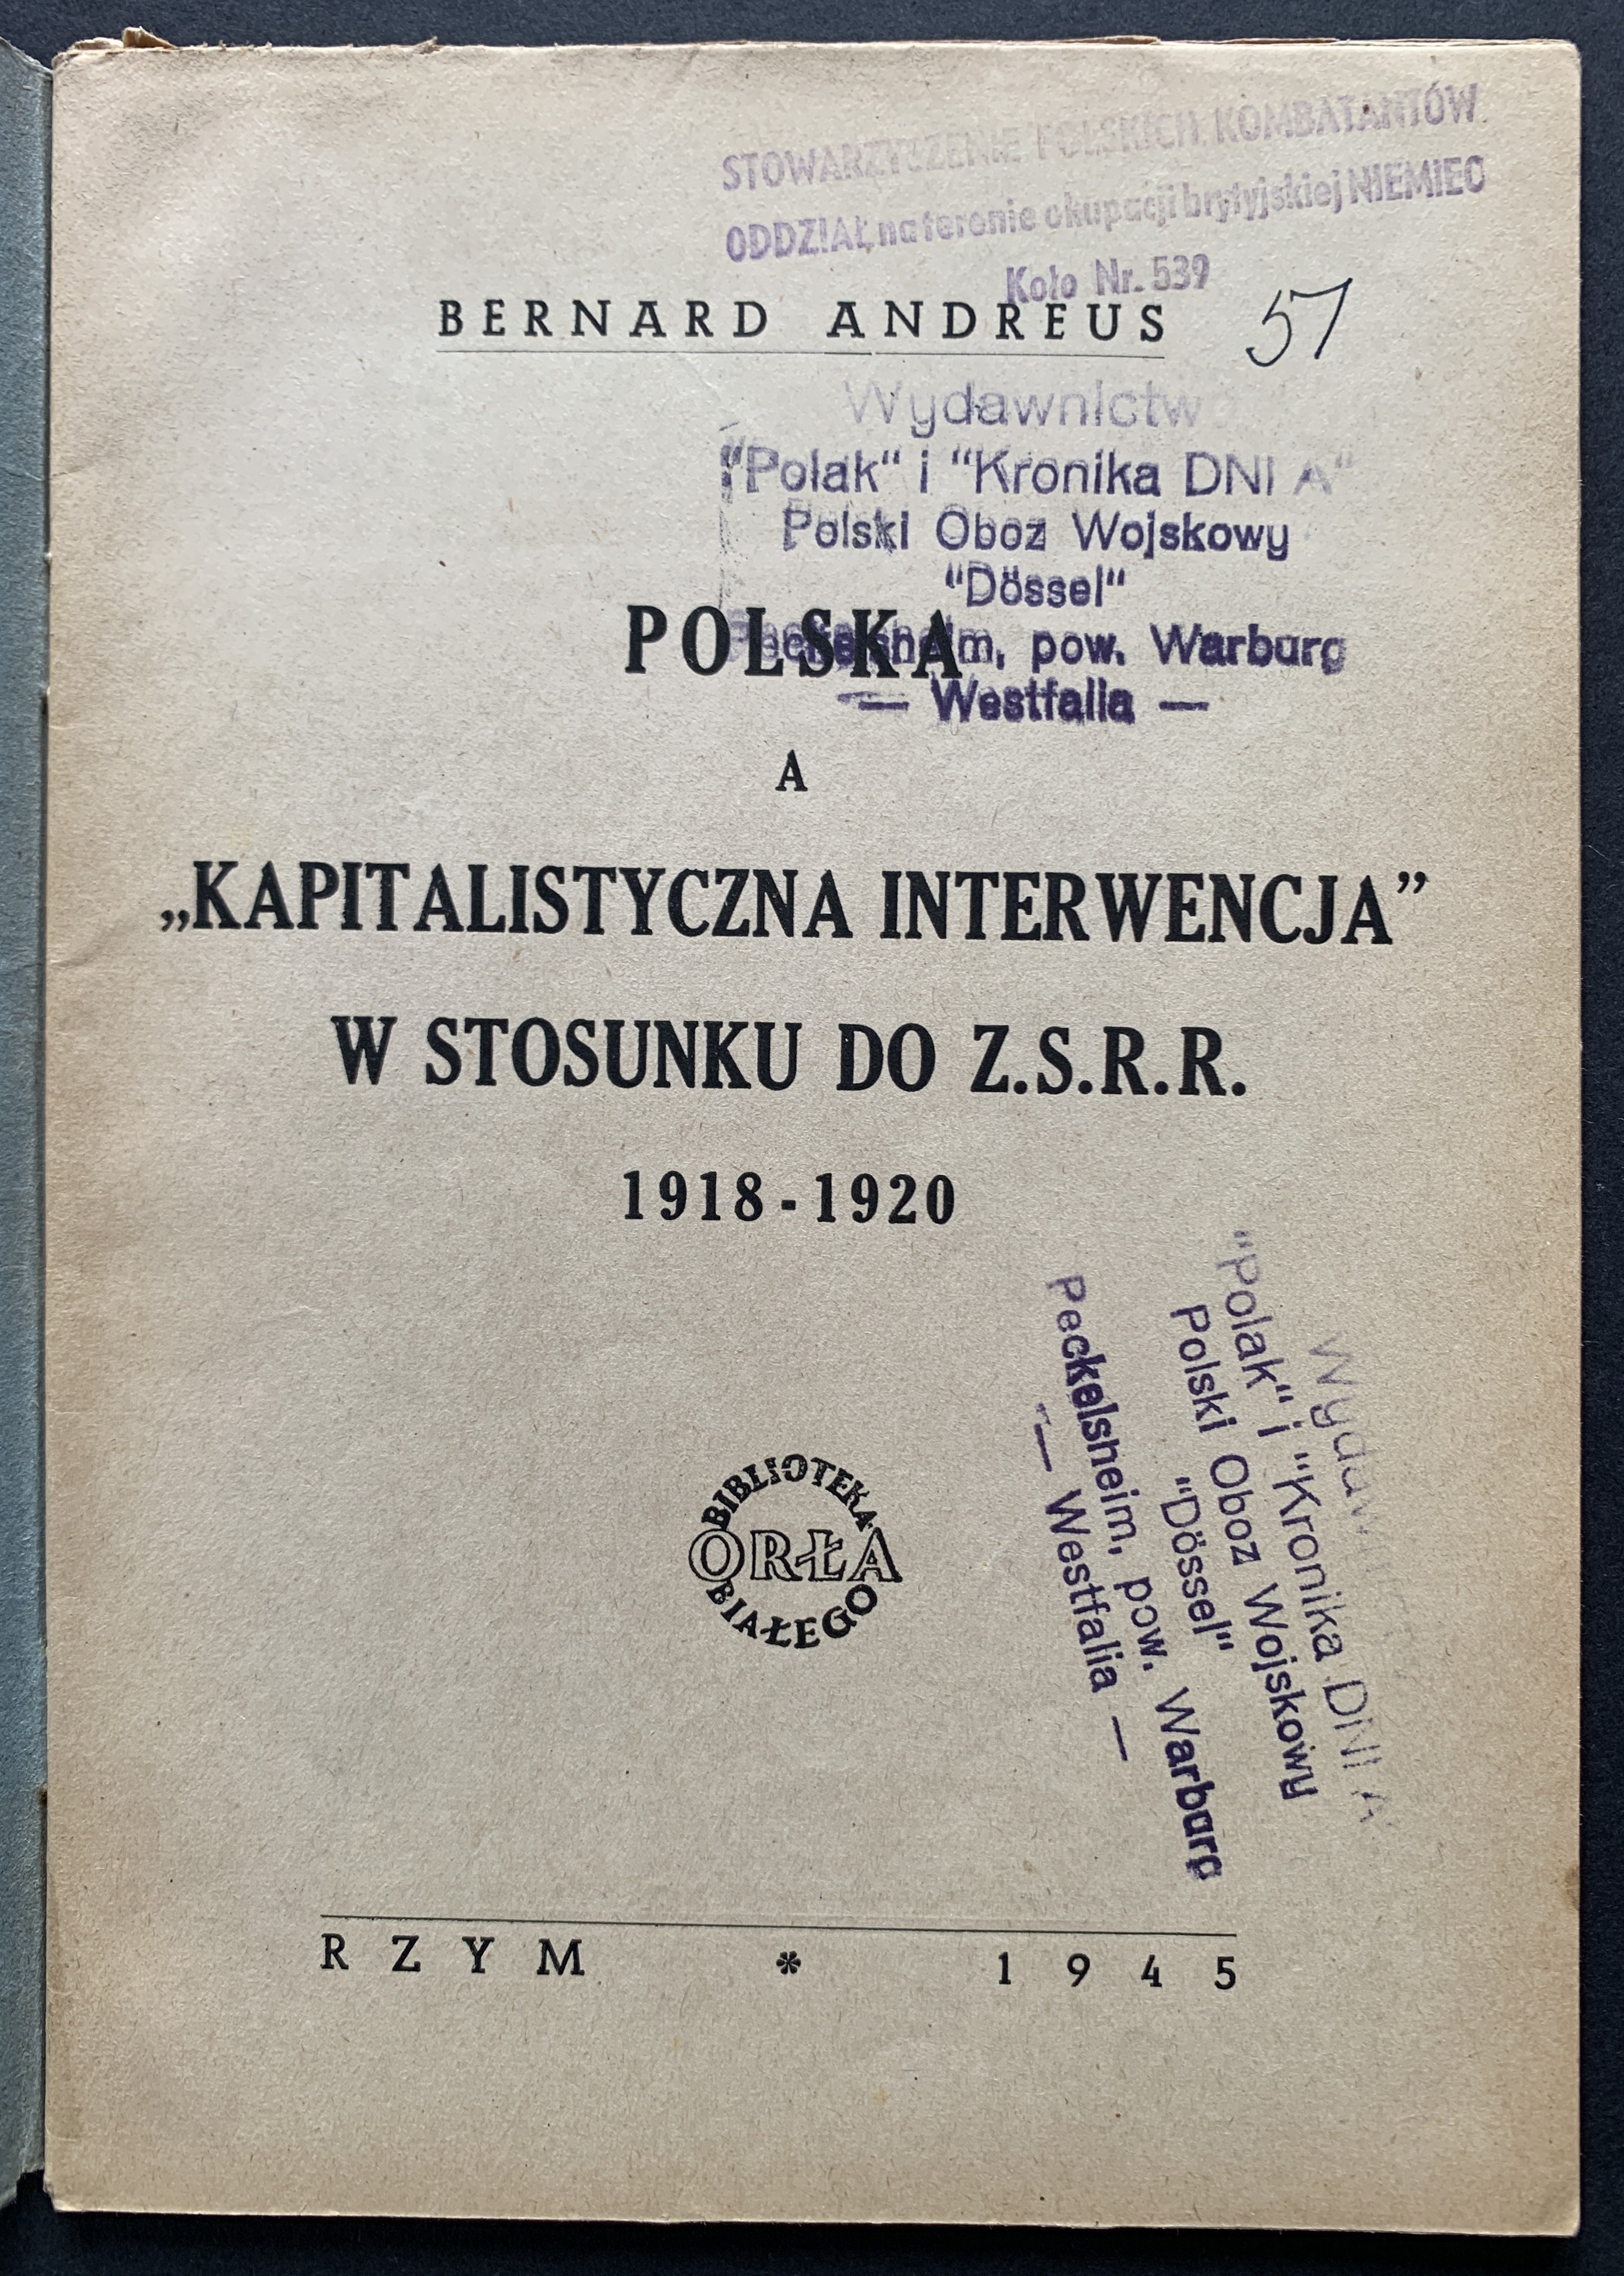 STOWARZYSZENIE POLSKICH KOMBATANTÓW
ODDZIAŁ na terenie okupacji brytyjskiej NIEMIEC
Koło Nr. 539
BERNARD ANDREUS
57
Wydawnictwo
"Polak“ i “Kronika DNIA“
Polski Oboz Wojskowy
“Dössel“
POLSKA
Peckelsheim, pow. Warburg
— Westfalia —
A
„KAPITALISTYCZNA INTERWENCJA”
W STOSUNKU DO Z.S.R.R.
1918-1920
"Polak“ i “Kronika DNIA
Polski Oboz Wojskowy
“Dössel“
Peckelsheim, pow. Warburg
— Westfalia —
BIBLIOTEKA
ORŁA
BIAŁEGO
RZYM * 1945